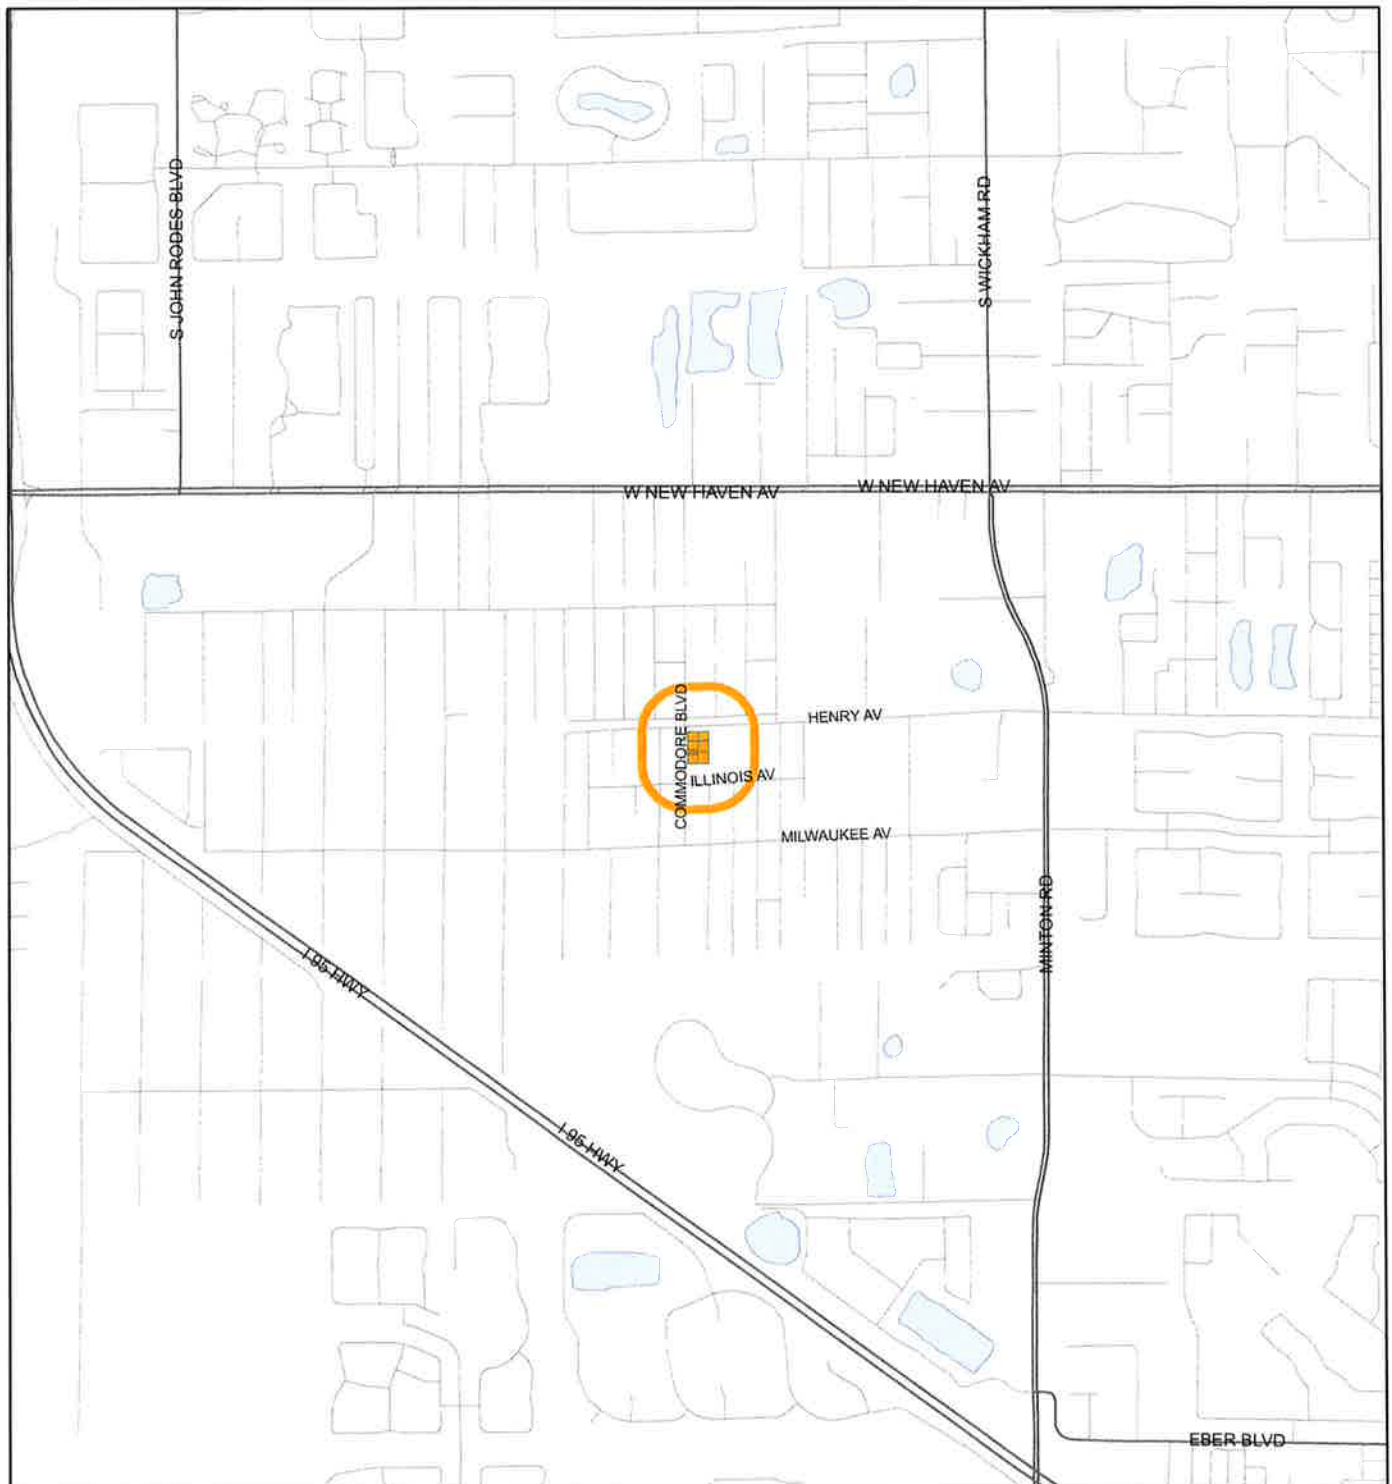 S JOHN RODES BLVD
S WICKHAM RD
W NEW HAVEN AV
W NEW HAVEN AV
COMMODORE BLVD
HENRY AV
ILLINOIS AV
MILWAUKEE AV
MINTON RD
I 95 HWY
I 95 HWY
EBER BLVD